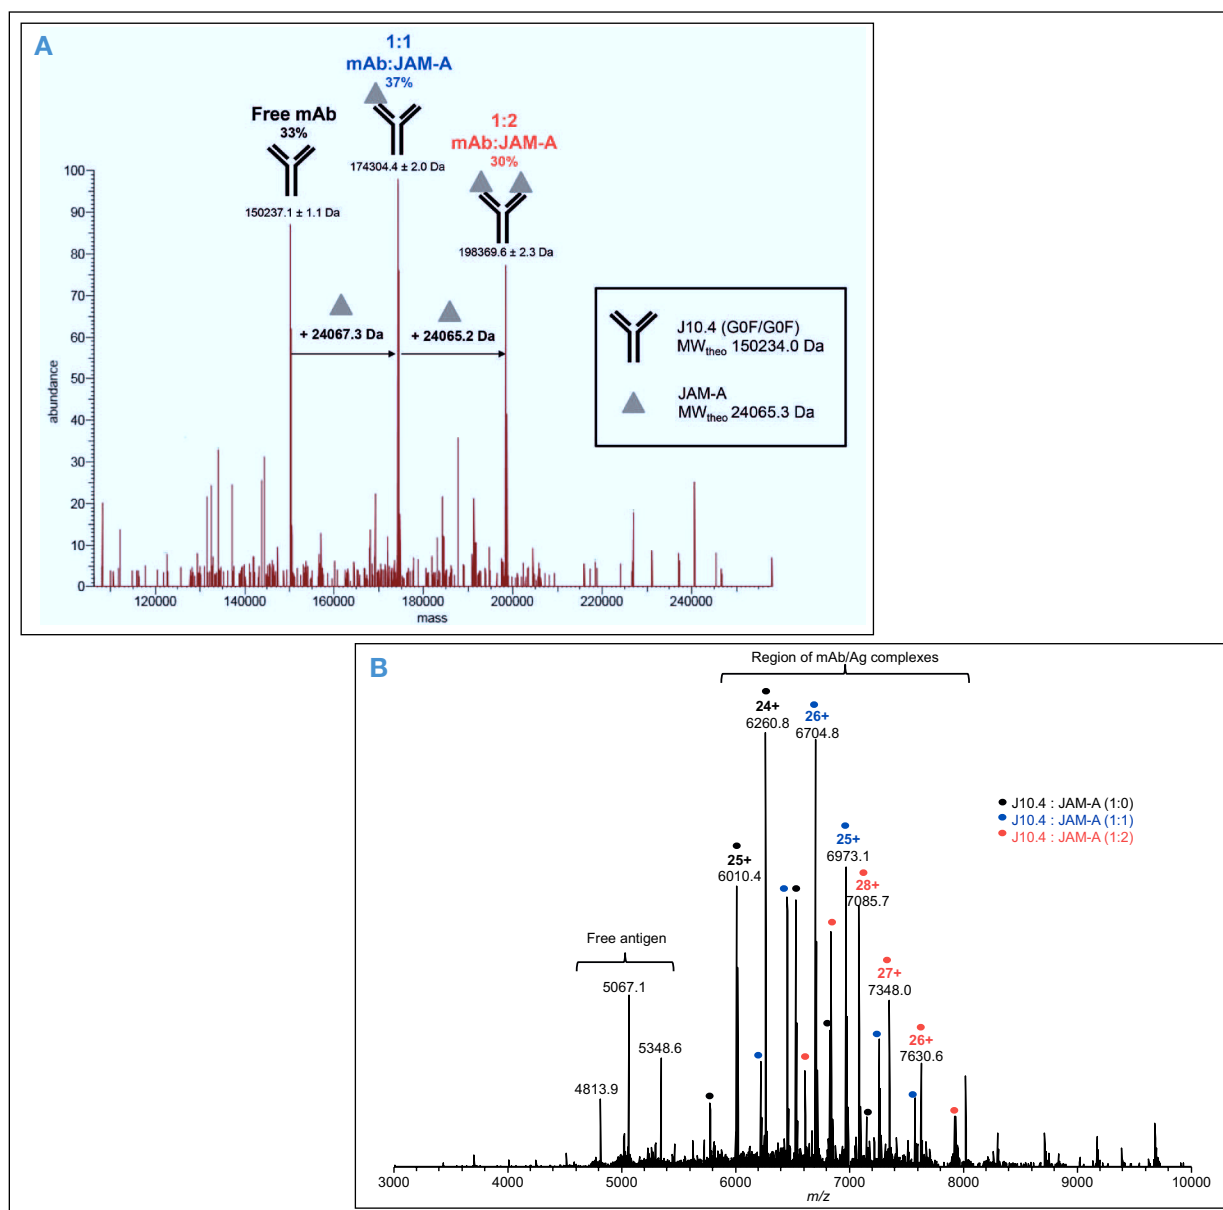 A
1:1
mAb:JAM-A
37%
Free mAb
33%
1:2
mAb:JAM-A
30%
174304.4 ± 2.0 Da
150237.1 ± 1.1 Da
198369.6 ± 2.3 Da
+ 24067.3 Da
+ 24065.2 Da
J10.4 (G0F/G0F)
MWtheo 150234.0 Da
JAM-A
MWtheo 24065.3 Da
abundance
100
90
80
70
60
50
40
30
20
10
0
120000 140000 160000 180000 200000 220000 240000
mass
B
Region of mAb/Ag complexes
24+
6260.8
26+
6704.8
J10.4 : JAM-A (1:0)
J10.4 : JAM-A (1:1)
J10.4 : JAM-A (1:2)
25+
6010.4
25+
6973.1
28+
7085.7
Free antigen
27+
7348.0
5067.1
5348.6
26+
7630.6
4813.9
3000 4000 5000 6000 7000 8000 9000 10000
m/z